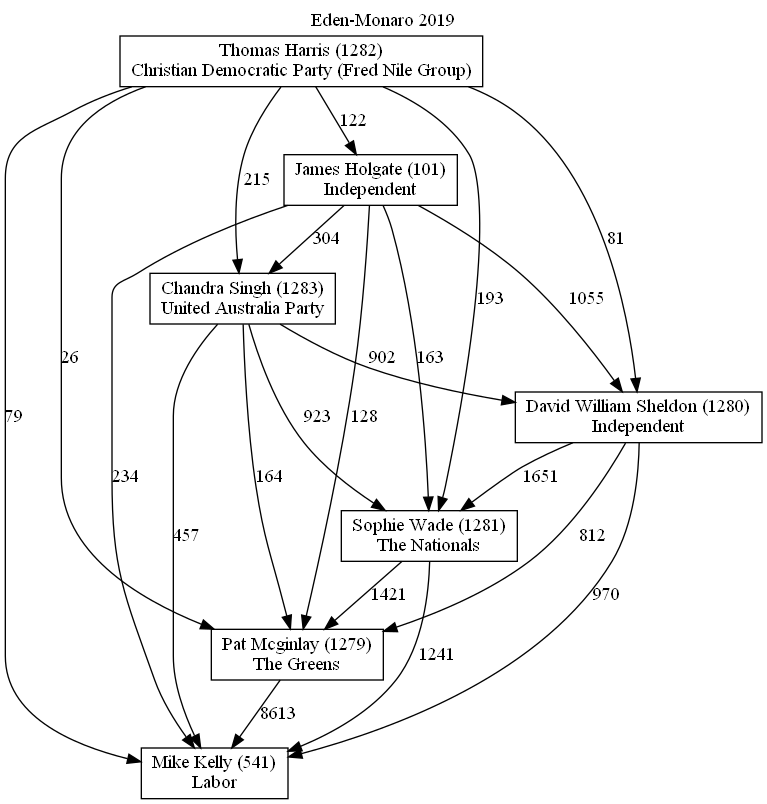 Eden-Monaro 2019
Thomas Harris (1282)
Christian Democratic Party (Fred Nile Group)
122
James Holgate (101)
Independent
215
304
81
Chandra Singh (1283)
United Australia Party
1055
193
26
902
923
128
163
79
David William Sheldon (1280)
Independent
234
164
1651
457
Sophie Wade (1281)
The Nationals
812
1421
970
Pat Mcginlay (1279)
The Greens
1241
8613
Mike Kelly (541)
Labor